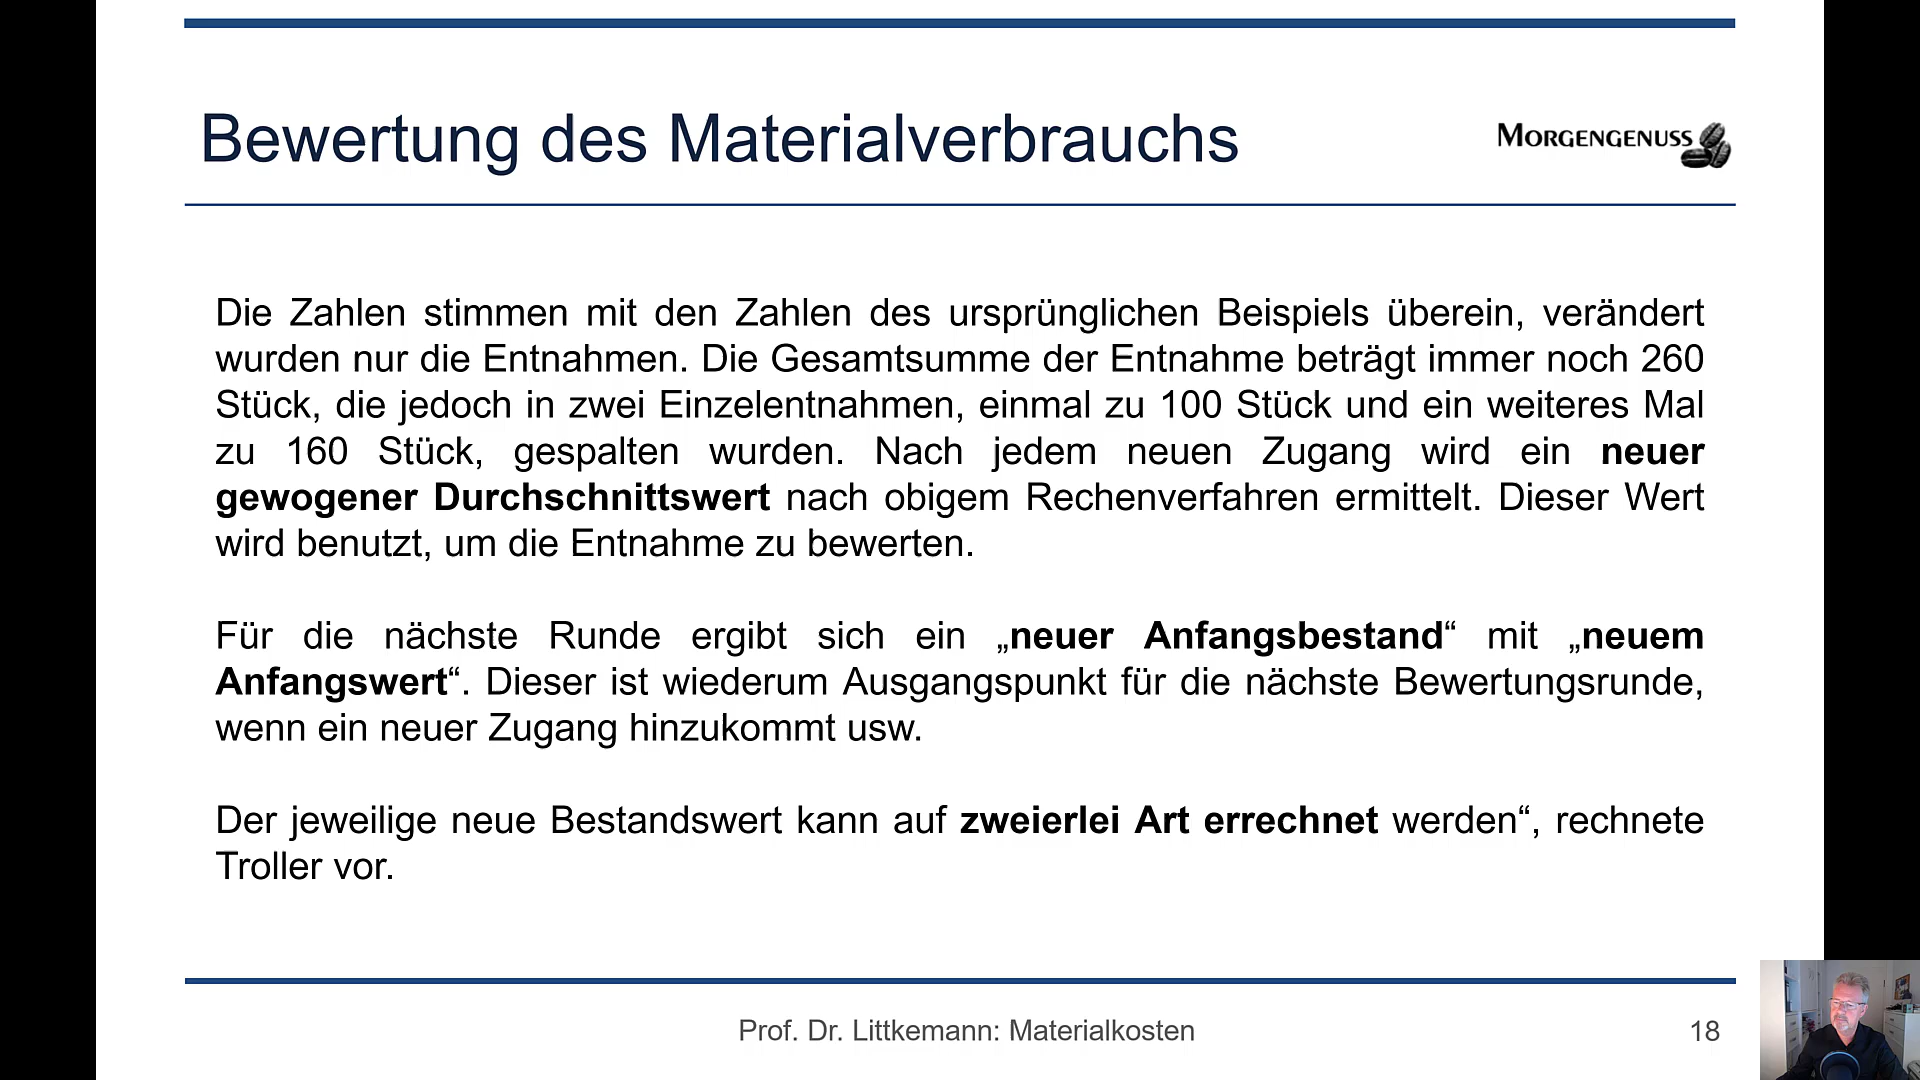 Bewertung des Materialverbrauchs
MORGENGENUSS
Die Zahlen stimmen mit den Zahlen des ursprünglichen Beispiels überein, verändert
wurden nur die Entnahmen. Die Gesamtsumme der Entnahme beträgt immer noch 260
Stück, die jedoch in zwei Einzelentnahmen, einmal zu 100 Stück und ein weiteres Mal
zu 160 Stück, gespalten wurden. Nach jedem neuen Zugang wird ein neuer
gewogener Durchschnittswert nach obigem Rechenverfahren ermittelt. Dieser Wert
wird benutzt, um die Entnahme zu bewerten.
Für die nächste Runde ergibt sich ein „neuer Anfangsbestand“ mit „neuem
Anfangswert“. Dieser ist wiederum Ausgangspunkt für die nächste Bewertungsrunde,
wenn ein neuer Zugang hinzukommt usw.
Der jeweilige neue Bestandswert kann auf zweierlei Art errechnet werden“, rechnete
Troller vor.
Prof. Dr. Littkemann: Materialkosten
18